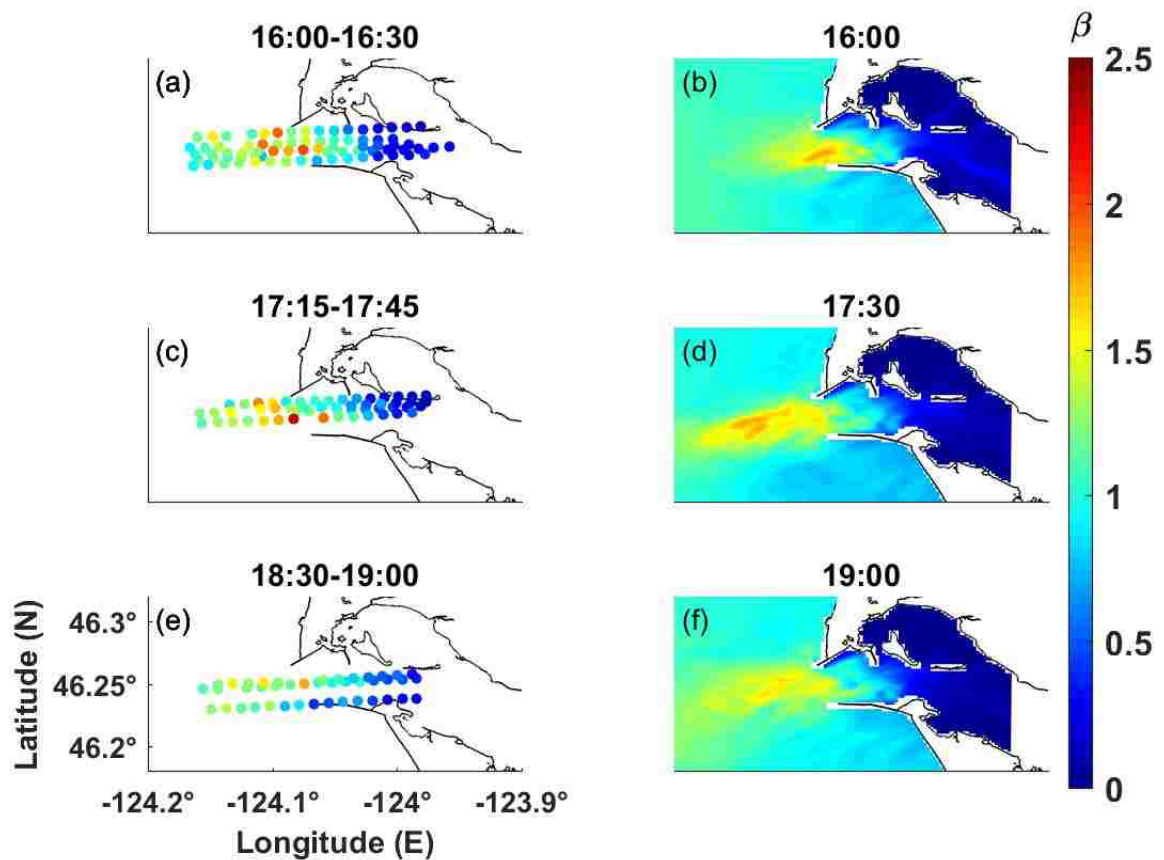 16:00-16:30
16:00
β
(a)
(b)
2.5
2
1.5
1
0.5
0
17:15-17:45
17:30
(c)
(d)
18:30-19:00
19:00
(e)
(f)
Latitude (N)
46.3°
46.25°
46.2°
-124.2° -124.1° -124° -123.9°
Longitude (E)